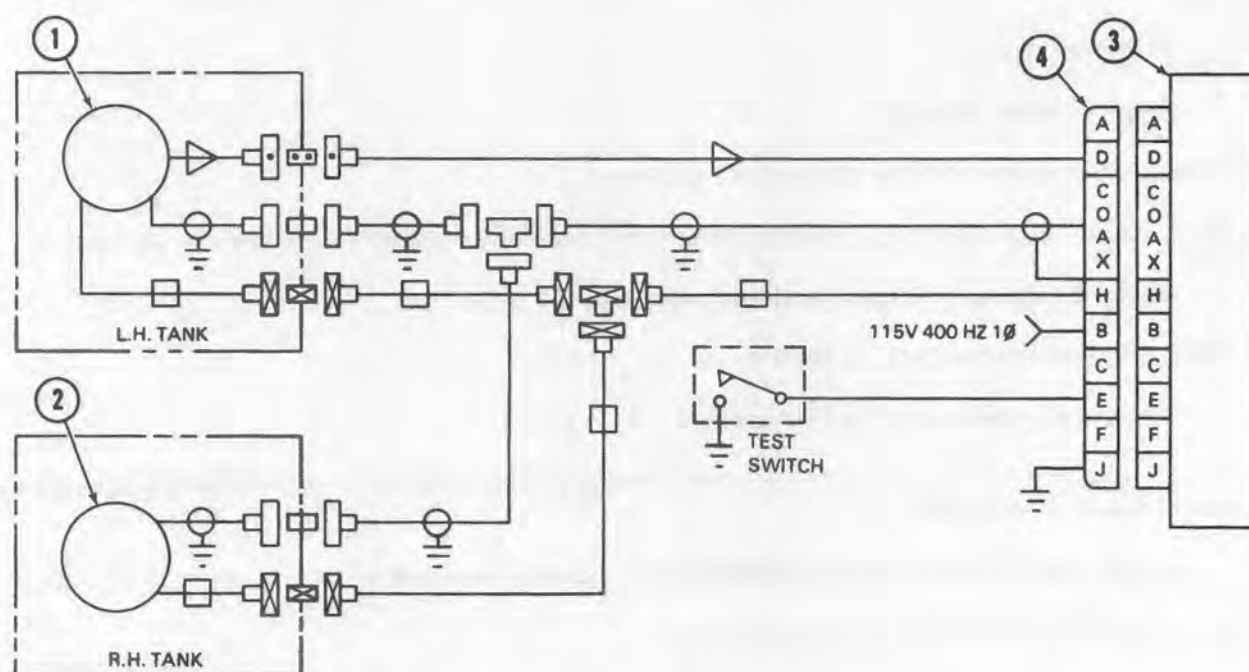 1
L.H. TANK
2
R.H. TANK
115V 400 HZ 1Ø
TEST
SWITCH
4
A
D
C
O
A
X
H
B
C
E
F
J
3
A
D
C
O
A
X
H
B
C
E
F
J